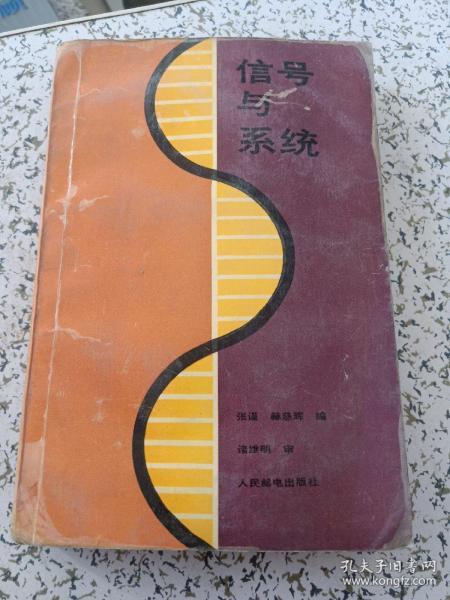 信号
与
系统
张谨 赫慈辉 编
诸维明 审
人民邮电出版社
孔夫子旧书网
www.kongfz.com